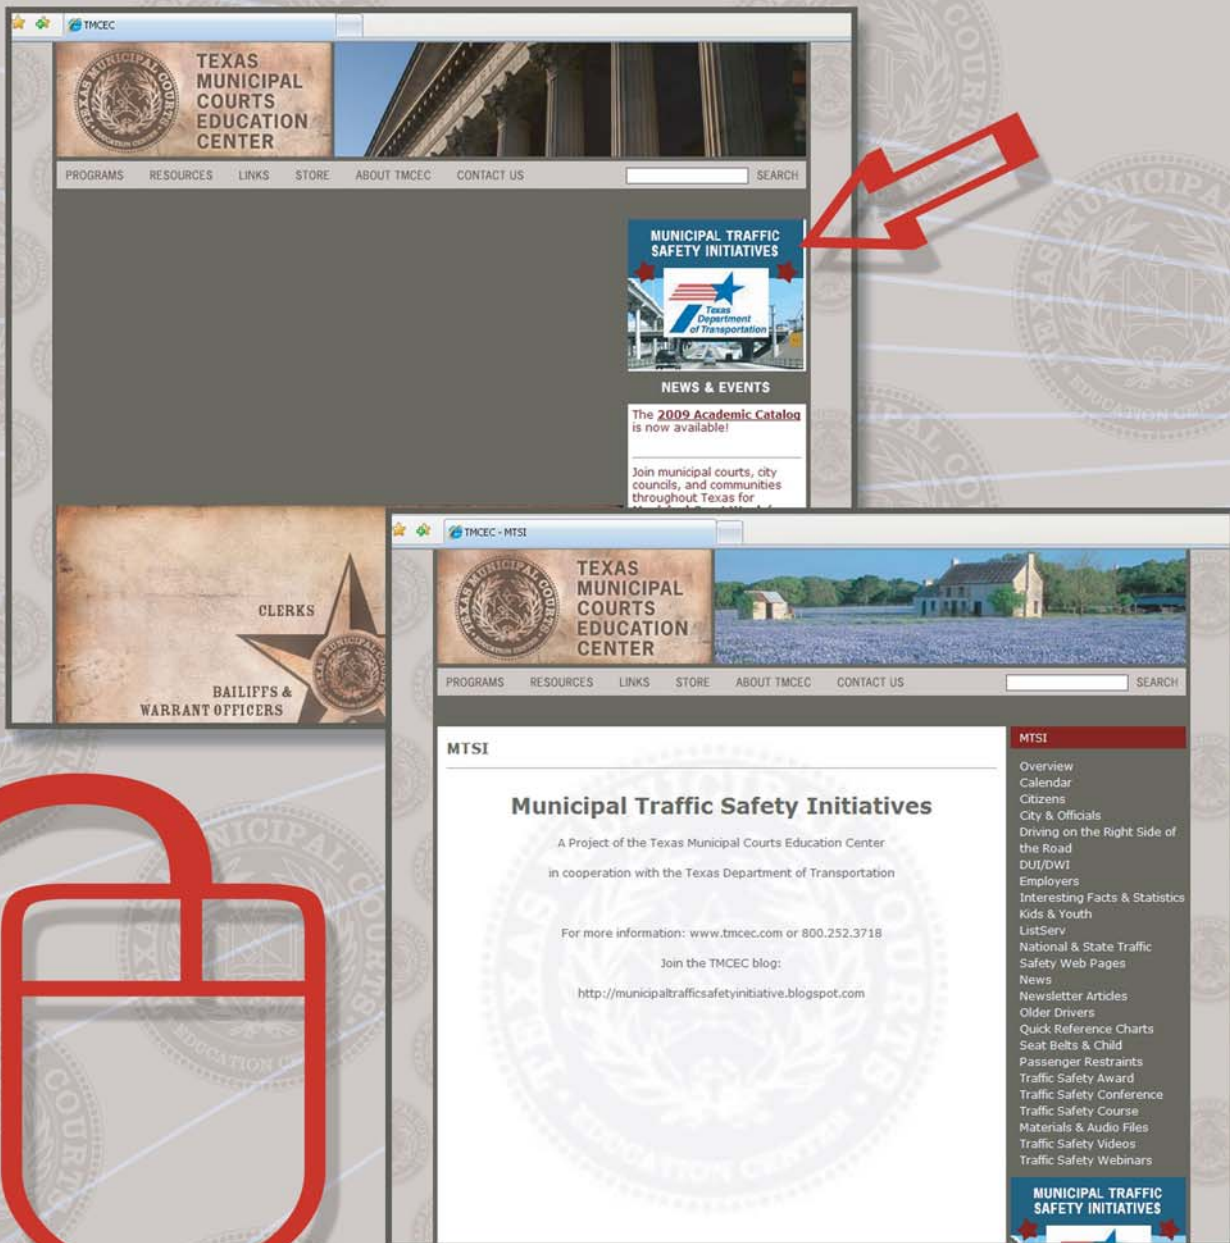 TMCEC
TEXAS
MUNICIPAL
COURTS
EDUCATION
CENTER
PROGRAMS RESOURCES LINKS STORE ABOUT TMCEC CONTACT US SEARCH
MUNICIPAL TRAFFIC
SAFETY INITIATIVES
Texas
Department
of Transportation
NEWS & EVENTS
The 2009 Academic Catalog
is now available!
Join municipal courts, city
councils, and communities
throughout Texas for
CLERKS
BAILIFFS &
WARRANT OFFICERS
TMCEC - MTSI
TEXAS
MUNICIPAL
COURTS
EDUCATION
CENTER
PROGRAMS RESOURCES LINKS STORE ABOUT TMCEC CONTACT US SEARCH
MTSI
Municipal Traffic Safety Initiatives
A Project of the Texas Municipal Courts Education Center
in cooperation with the Texas Department of Transportation
For more information: www.tmcec.com or 800.252.3718
Join the TMCEC blog:
http://municipaltrafficsafetyinitiative.blogspot.com
MTSI
Overview
Calendar
Citizens
City & Officials
Driving on the Right Side of
the Road
DUI/DWI
Employers
Interesting Facts & Statistics
Kids & Youth
ListServ
National & State Traffic
Safety Web Pages
News
Newsletter Articles
Older Drivers
Quick Reference Charts
Seat Belts & Child
Passenger Restraints
Traffic Safety Award
Traffic Safety Conference
Traffic Safety Course
Materials & Audio Files
Traffic Safety Videos
Traffic Safety Webinars
MUNICIPAL TRAFFIC
SAFETY INITIATIVES